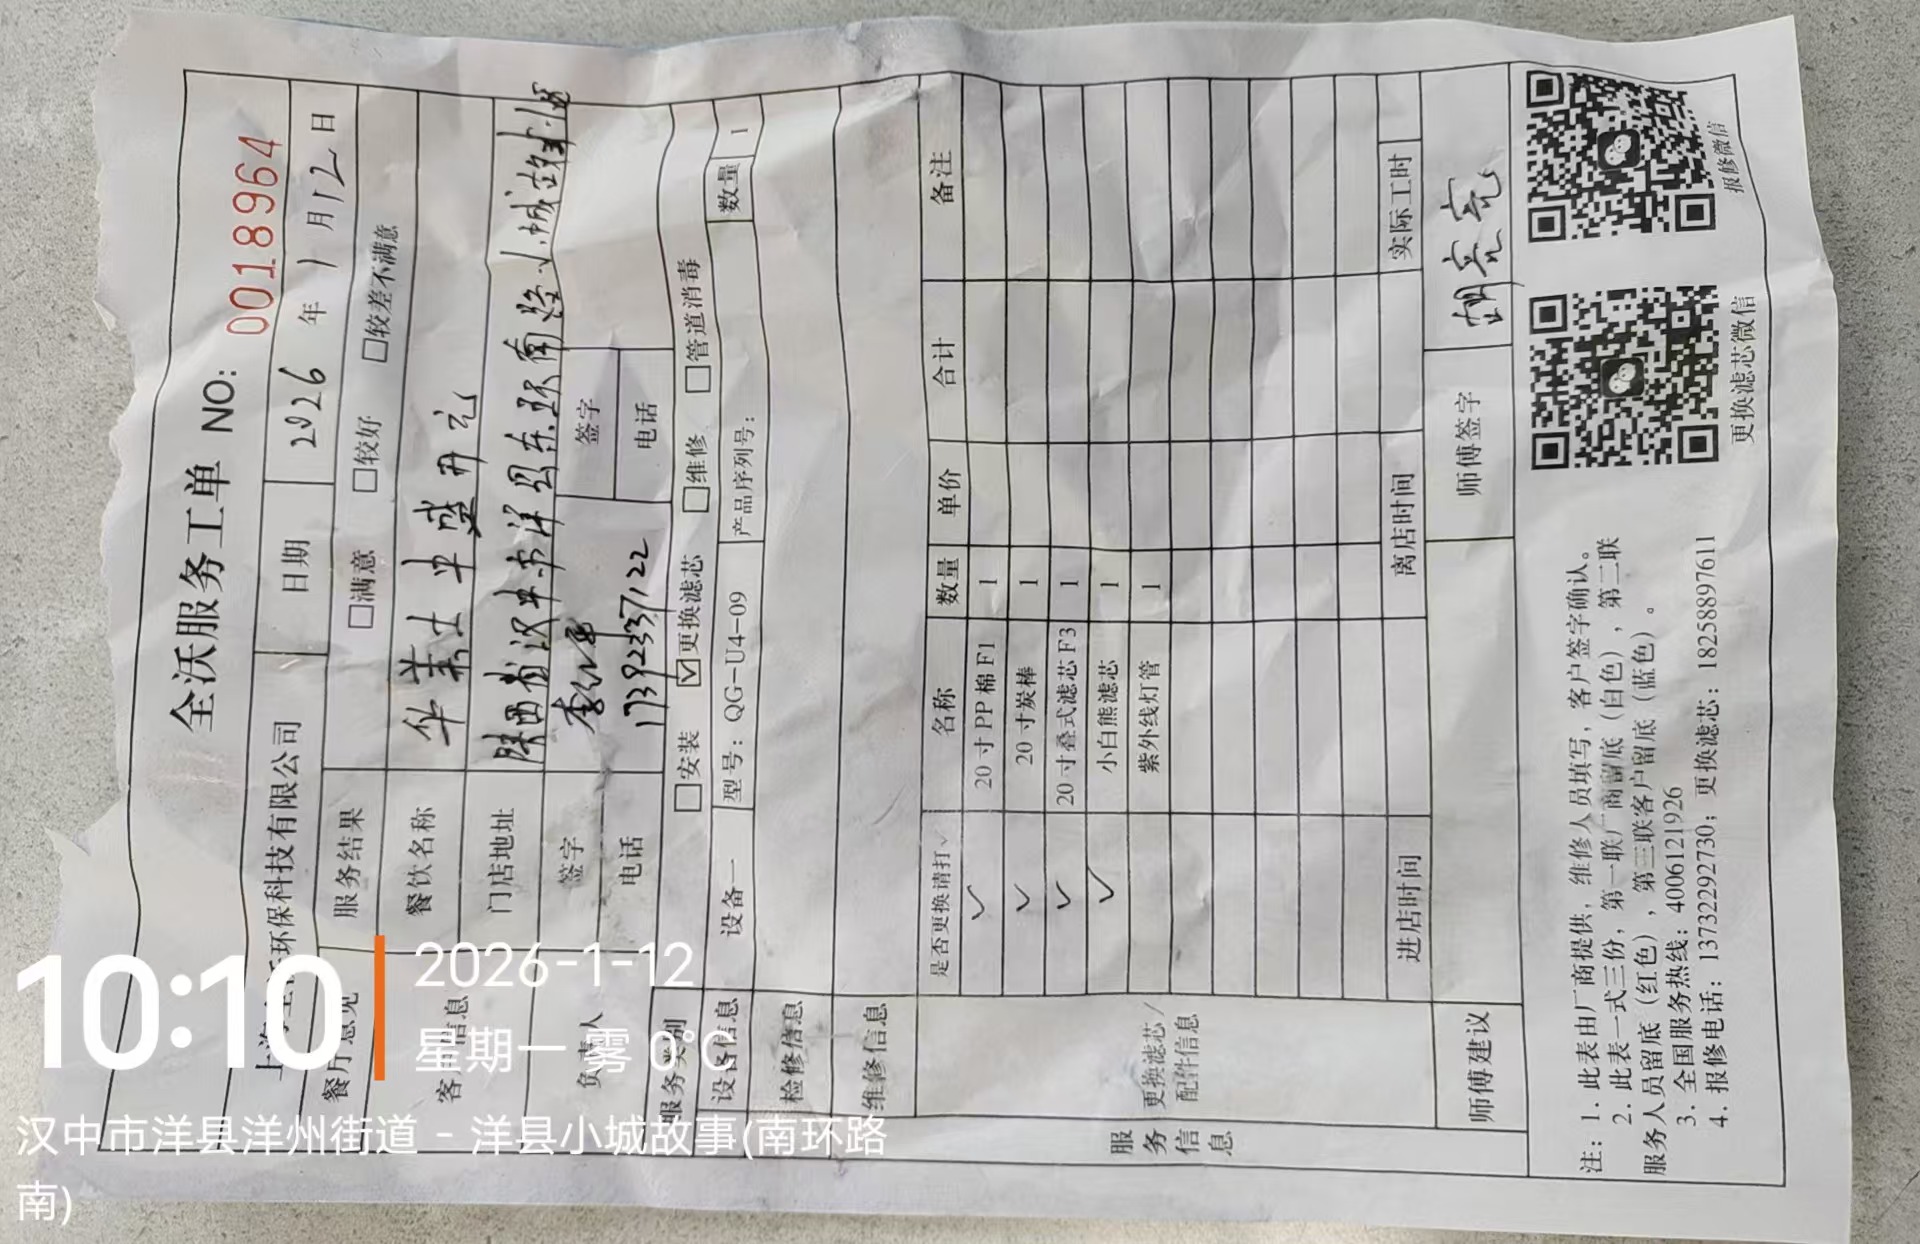 全沃服务工单 NO: 0018964
环保科技有限公司 日期 2026 年 1 月 12 日
餐厅意见 服务结果 □满意 □较好 □较差不满意
客户信息 餐饮名称 华莱士 中盛开元
门店地址 陕西省汉中市洋县东环南路小城故事
负责人 签字 签字
电话 17392337122 电话
服务类别 □安装 ☑更换滤芯 □维修 □管道消毒
设备信息 设备一 型号：QG-U4-09 产品序列号： 数量 1
检修信息
维修信息
服务信息
更换滤芯/配件信息
是否更换请打✓ 名称 数量 单价 合计 备注
✓ 20寸PP棉F1 1
✓ 20寸炭棒 1
✓ 20寸叠式滤芯F3 1
✓ 小白熊滤芯 1
紫外线灯管 1
进店时间 离店时间 实际工时
师傅建议 师傅签字 胡亮亮
注：1. 此表由厂商提供，维修人员填写，客户签字确认。
2. 此表一式三份，第一联厂商留底（白色），第二联
服务人员留底（红色），第三联客户留底（蓝色）。
3. 全国服务热线：4006121926
4. 报修电话：13732292730；更换滤芯：18258897611
更换滤芯微信
报修微信
10:10
2026-1-12
星期一 雾 0℃
汉中市洋县洋州街道 - 洋县小城故事(南环路
南)